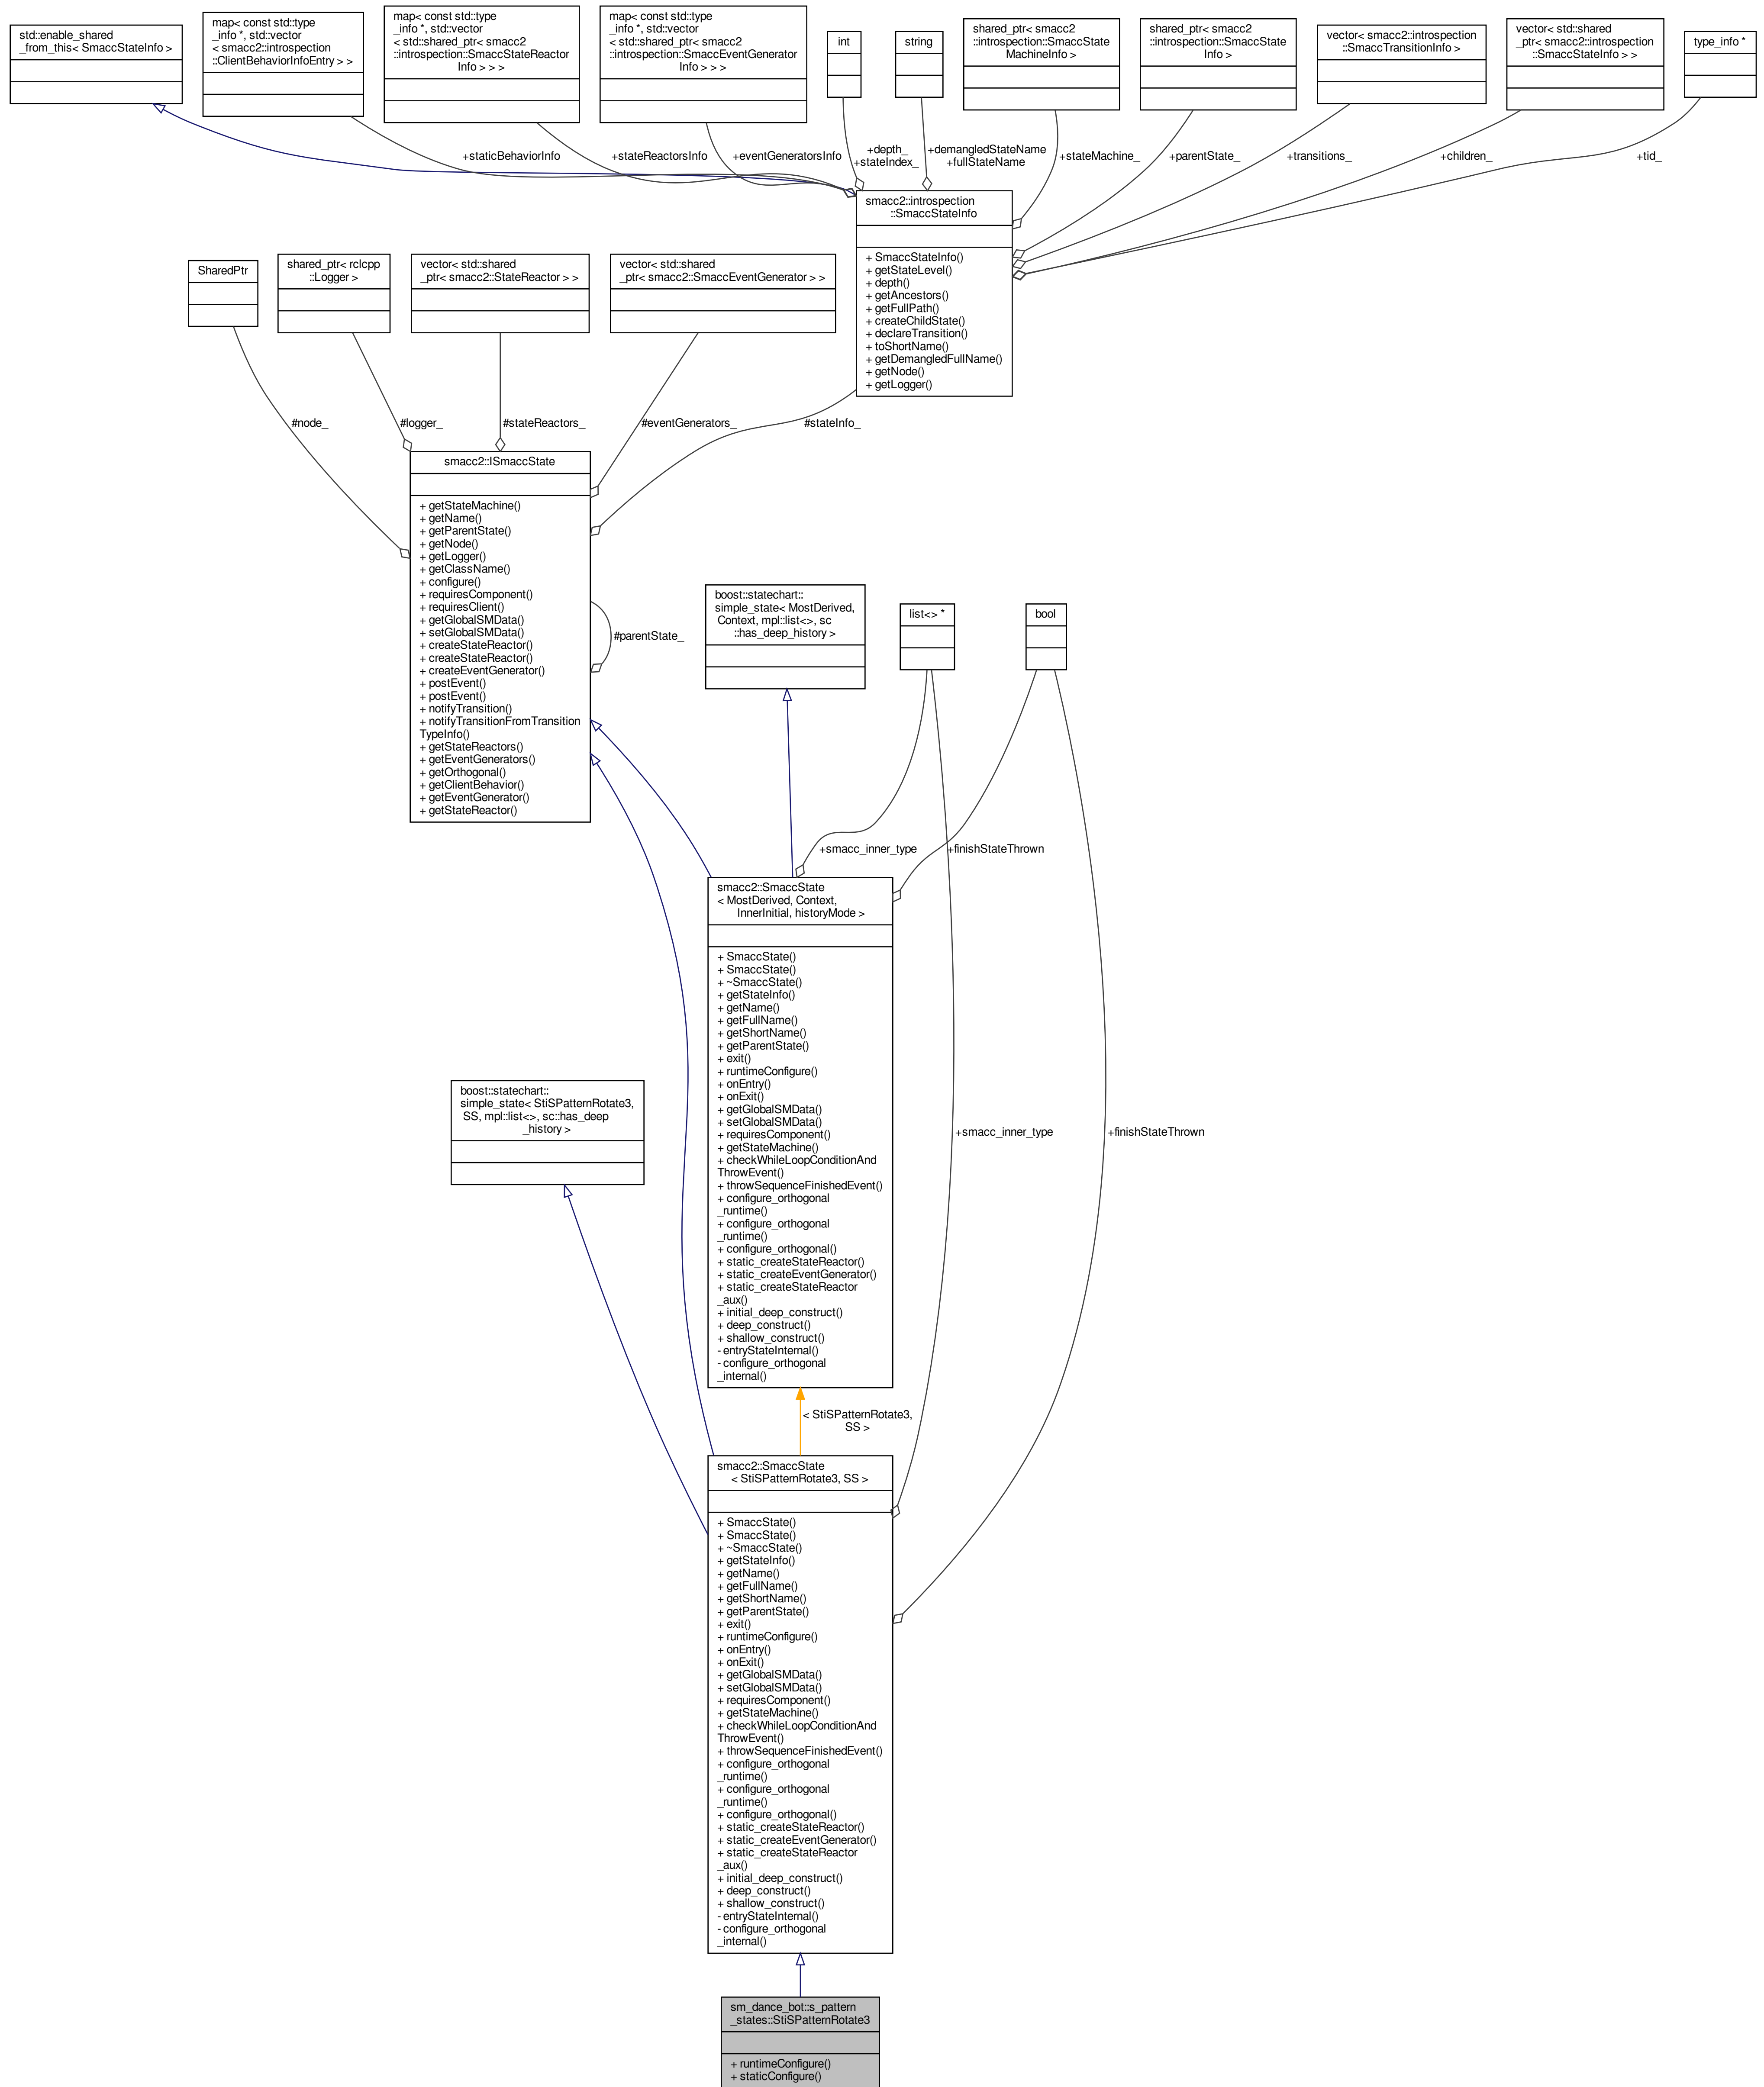 std::enable_shared
_from_this< SmaccStateInfo >
map< const std::type
_info *, std::vector
< smacc2::introspection
::ClientBehaviorInfoEntry > >
map< const std::type
_info *, std::vector
< std::shared_ptr< smacc2
::introspection::SmaccStateReactor
Info > > >
map< const std::type
_info *, std::vector
< std::shared_ptr< smacc2
::introspection::SmaccEventGenerator
Info > > >
int
string
shared_ptr< smacc2
::introspection::SmaccState
MachineInfo >
shared_ptr< smacc2
::introspection::SmaccState
Info >
vector< smacc2::introspection
::SmaccTransitionInfo >
vector< std::shared
_ptr< smacc2::introspection
::SmaccStateInfo > >
type_info *
+staticBehaviorInfo
+stateReactorsInfo
+eventGeneratorsInfo
+depth_
+stateIndex_
+demangledStateName
+fullStateName
+stateMachine_
+parentState_
+transitions_
+children_
+tid_
smacc2::introspection
::SmaccStateInfo
+ SmaccStateInfo()
+ getStateLevel()
+ depth()
+ getAncestors()
+ getFullPath()
+ createChildState()
+ declareTransition()
+ toShortName()
+ getDemangledFullName()
+ getNode()
+ getLogger()
SharedPtr
shared_ptr< rclcpp
::Logger >
vector< std::shared
_ptr< smacc2::StateReactor > >
vector< std::shared
_ptr< smacc2::SmaccEventGenerator > >
#node_
#logger_
#stateReactors_
#eventGenerators_
#stateInfo_
smacc2::ISmaccState
+ getStateMachine()
+ getName()
+ getParentState()
+ getNode()
+ getLogger()
+ getClassName()
+ configure()
+ requiresComponent()
+ requiresClient()
+ getGlobalSMData()
+ setGlobalSMData()
+ createStateReactor()
+ createStateReactor()
+ createEventGenerator()
+ postEvent()
+ postEvent()
+ notifyTransition()
+ notifyTransitionFromTransition
TypeInfo()
+ getStateReactors()
+ getEventGenerators()
+ getOrthogonal()
+ getClientBehavior()
+ getEventGenerator()
+ getStateReactor()
#parentState_
boost::statechart::
simple_state< MostDerived,
Context, mpl::list<>, sc
::has_deep_history >
list<> *
bool
+smacc_inner_type
+finishStateThrown
smacc2::SmaccState
< MostDerived, Context,
InnerInitial, historyMode >
+ SmaccState()
+ SmaccState()
+ ~SmaccState()
+ getStateInfo()
+ getName()
+ getFullName()
+ getShortName()
+ getParentState()
+ exit()
+ runtimeConfigure()
+ onEntry()
+ onExit()
+ getGlobalSMData()
+ setGlobalSMData()
+ requiresComponent()
+ getStateMachine()
+ checkWhileLoopConditionAnd
ThrowEvent()
+ throwSequenceFinishedEvent()
+ configure_orthogonal
_runtime()
+ configure_orthogonal
_runtime()
+ configure_orthogonal()
+ static_createStateReactor()
+ static_createEventGenerator()
+ static_createStateReactor
_aux()
+ initial_deep_construct()
+ deep_construct()
+ shallow_construct()
- entryStateInternal()
- configure_orthogonal
_internal()
boost::statechart::
simple_state< StiSPatternRotate3,
SS, mpl::list<>, sc::has_deep
_history >
+smacc_inner_type
+finishStateThrown
< StiSPatternRotate3,
SS >
smacc2::SmaccState
< StiSPatternRotate3, SS >
+ SmaccState()
+ SmaccState()
+ ~SmaccState()
+ getStateInfo()
+ getName()
+ getFullName()
+ getShortName()
+ getParentState()
+ exit()
+ runtimeConfigure()
+ onEntry()
+ onExit()
+ getGlobalSMData()
+ setGlobalSMData()
+ requiresComponent()
+ getStateMachine()
+ checkWhileLoopConditionAnd
ThrowEvent()
+ throwSequenceFinishedEvent()
+ configure_orthogonal
_runtime()
+ configure_orthogonal
_runtime()
+ configure_orthogonal()
+ static_createStateReactor()
+ static_createEventGenerator()
+ static_createStateReactor
_aux()
+ initial_deep_construct()
+ deep_construct()
+ shallow_construct()
- entryStateInternal()
- configure_orthogonal
_internal()
sm_dance_bot::s_pattern
_states::StiSPatternRotate3
+ runtimeConfigure()
+ staticConfigure()